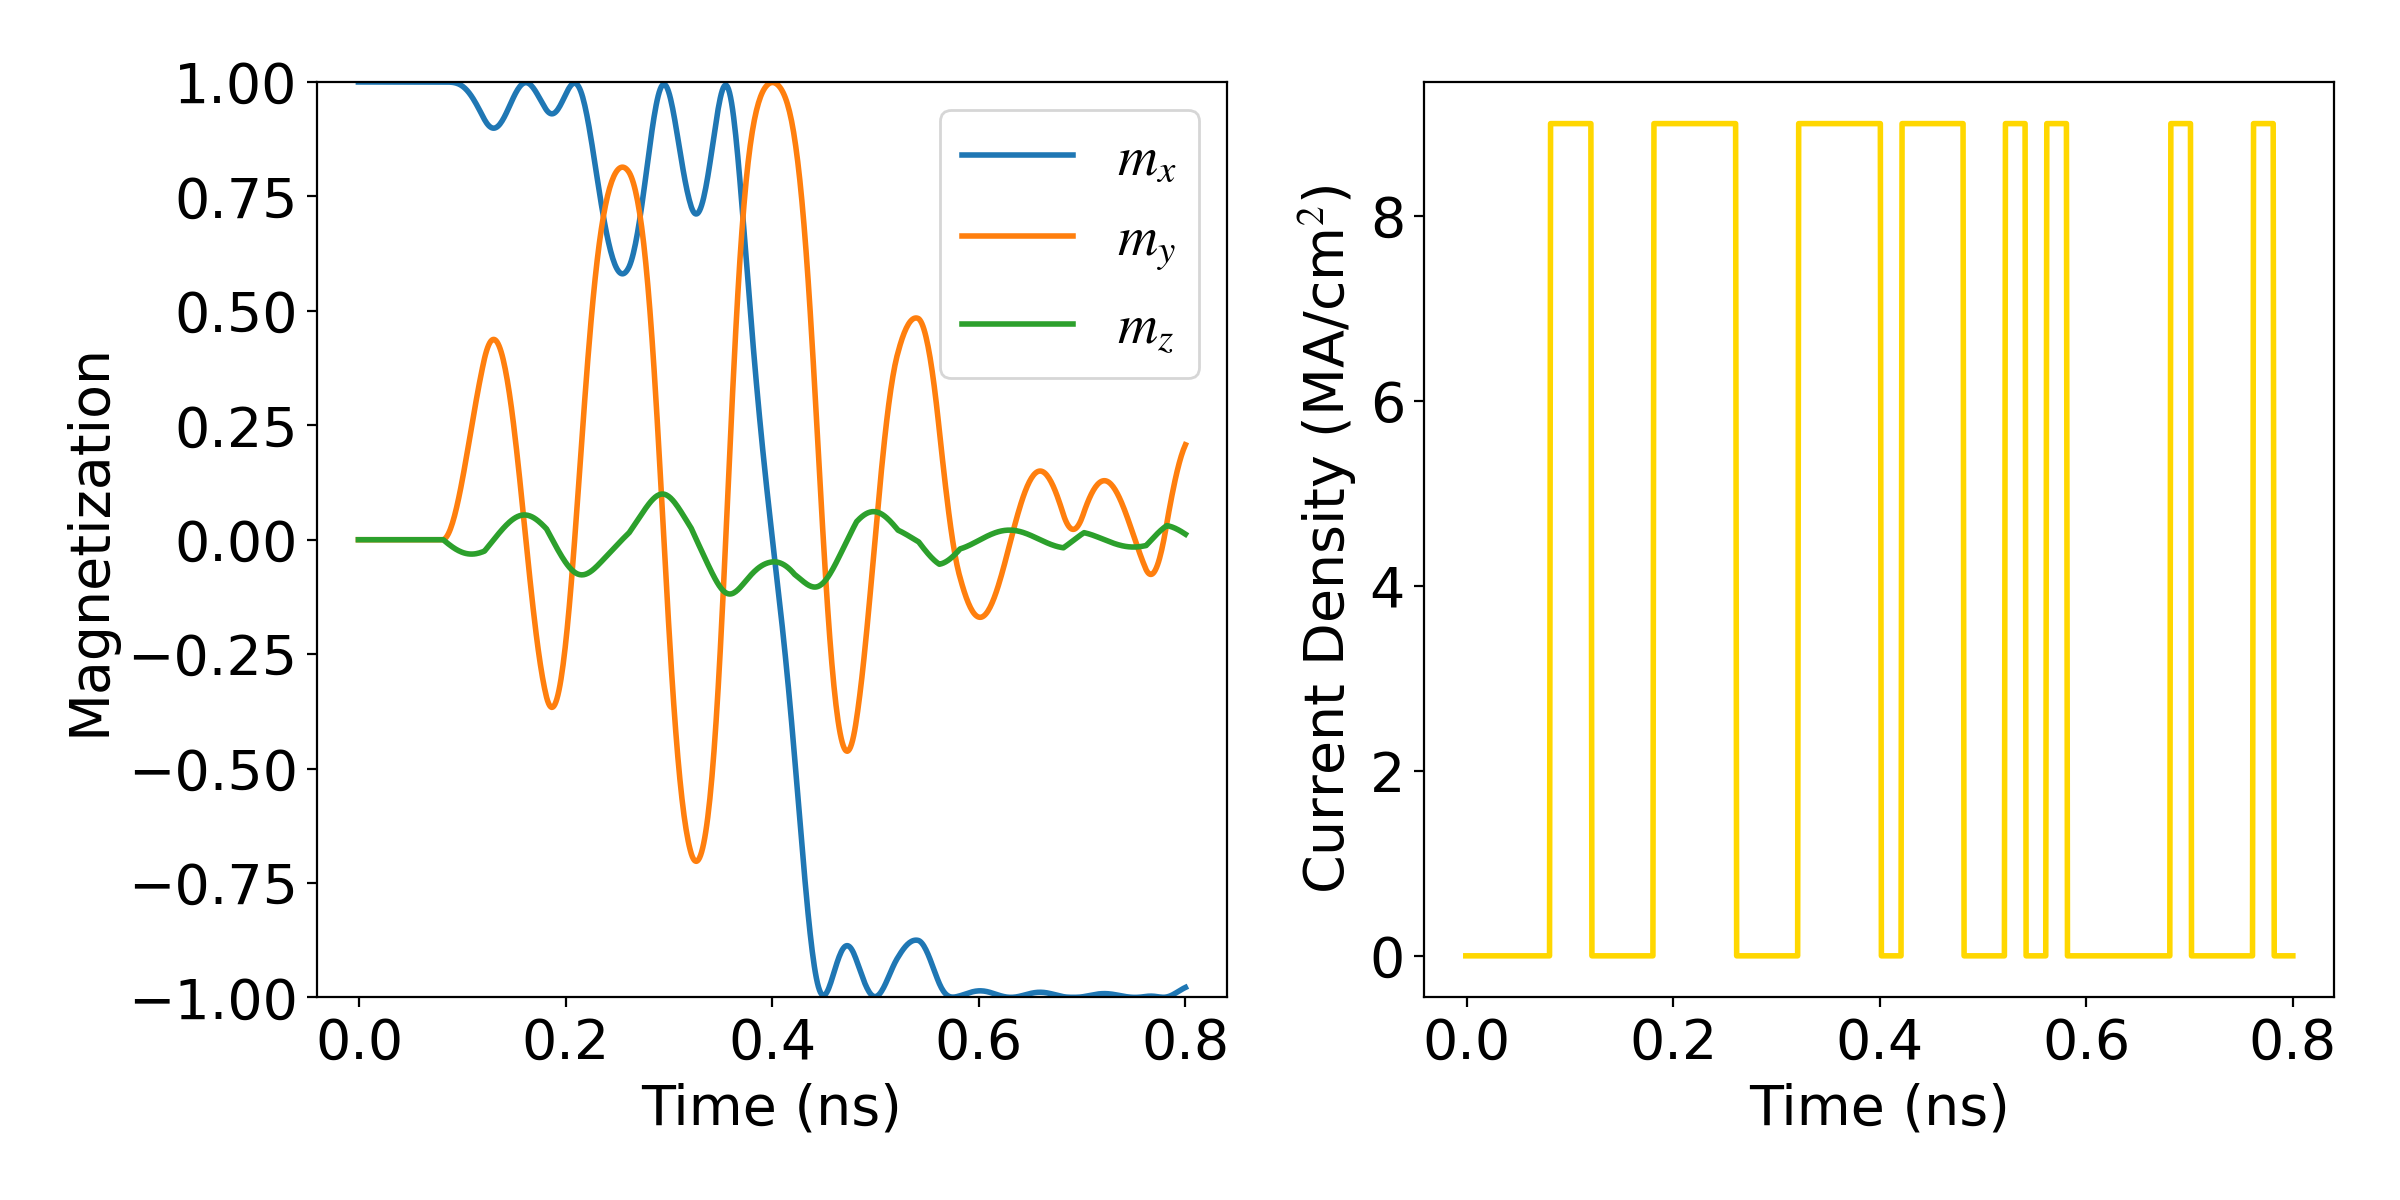 Magnetization
1.00
0.75
0.50
0.25
0.00
−0.25
−0.50
−0.75
−1.00
0.0 0.2 0.4 0.6 0.8
Time (ns)
mₓ
m_y
m_z
Current Density (MA/cm²)
8
6
4
2
0
0.0 0.2 0.4 0.6 0.8
Time (ns)